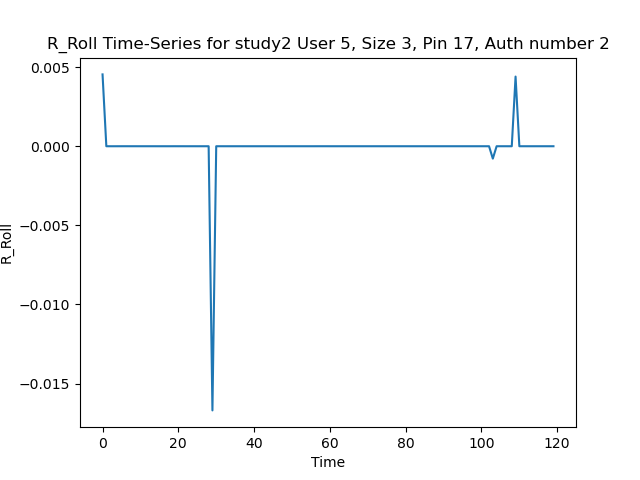 R_Roll Time-Series for study2 User 5, Size 3, Pin 17, Auth number 2
0.005
0.000
−0.005
−0.010
−0.015
R_Roll
0 20 40 60 80 100 120
Time